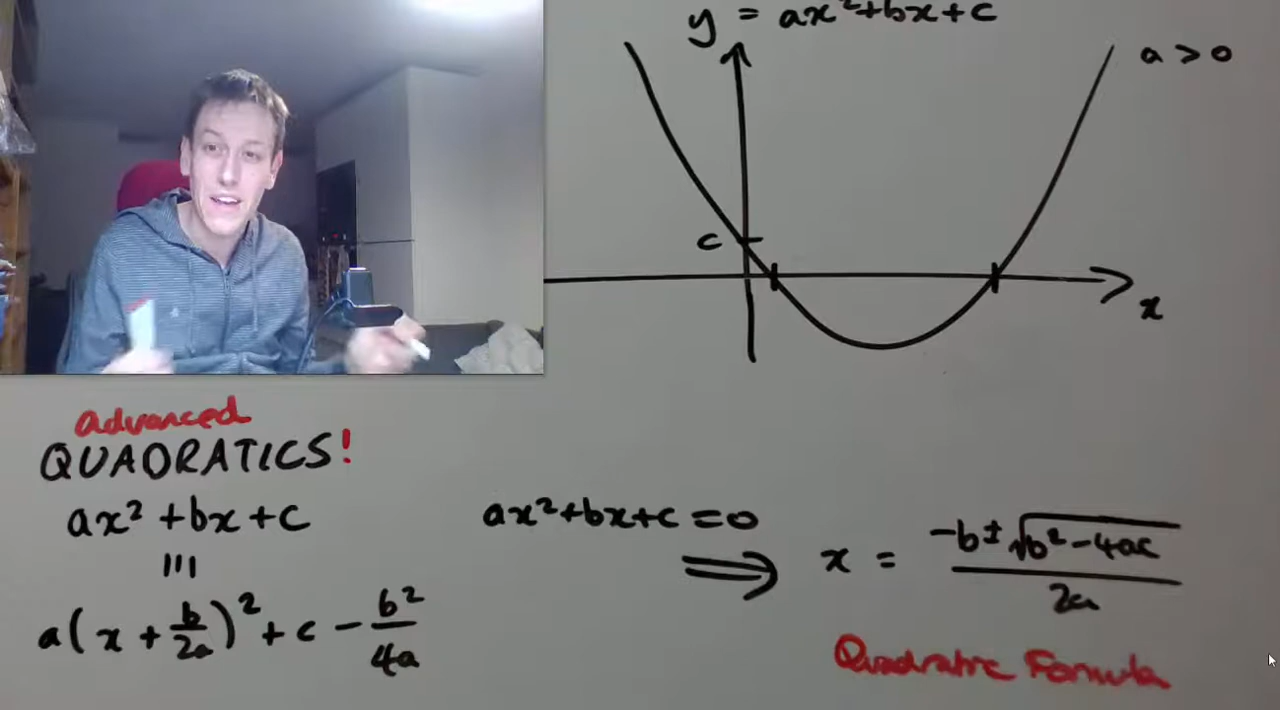 y = ax²+bx+c
a > 0
c
x
advanced
QUADRATICS!
ax² + bx + c
≡
a(x + b/2a)² + c - b²/4a
ax²+bx+c = 0
⟹ x = -b ± √b² - 4ac / 2a
Quadratic Formula